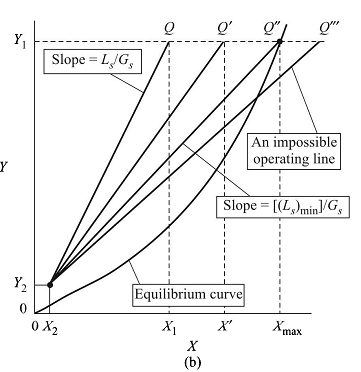 Y1 Q Q′ Q″ Q‴
Slope = Ls/Gs
An impossible
operating line
Y
Slope = [(Ls)min]/Gs
Y2
Equilibrium curve
0
0 X2 X1 X′ Xmax
X
(b)